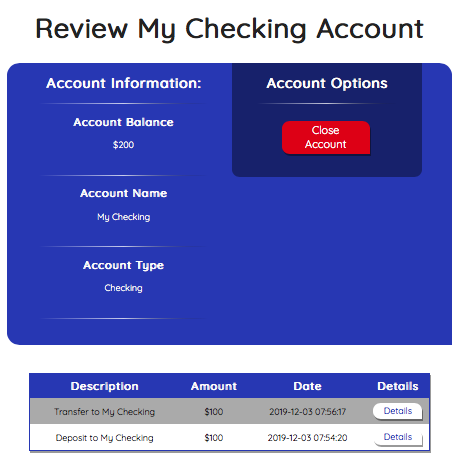 Review My Checking Account
Account Information:
Account Balance
$200
Account Name
My Checking
Account Type
Checking
Account Options
Close
Account
Description Amount Date Details
Transfer to My Checking $100 2019-12-03 07:56:17 Details
Deposit to My Checking $100 2019-12-03 07:54:20 Details